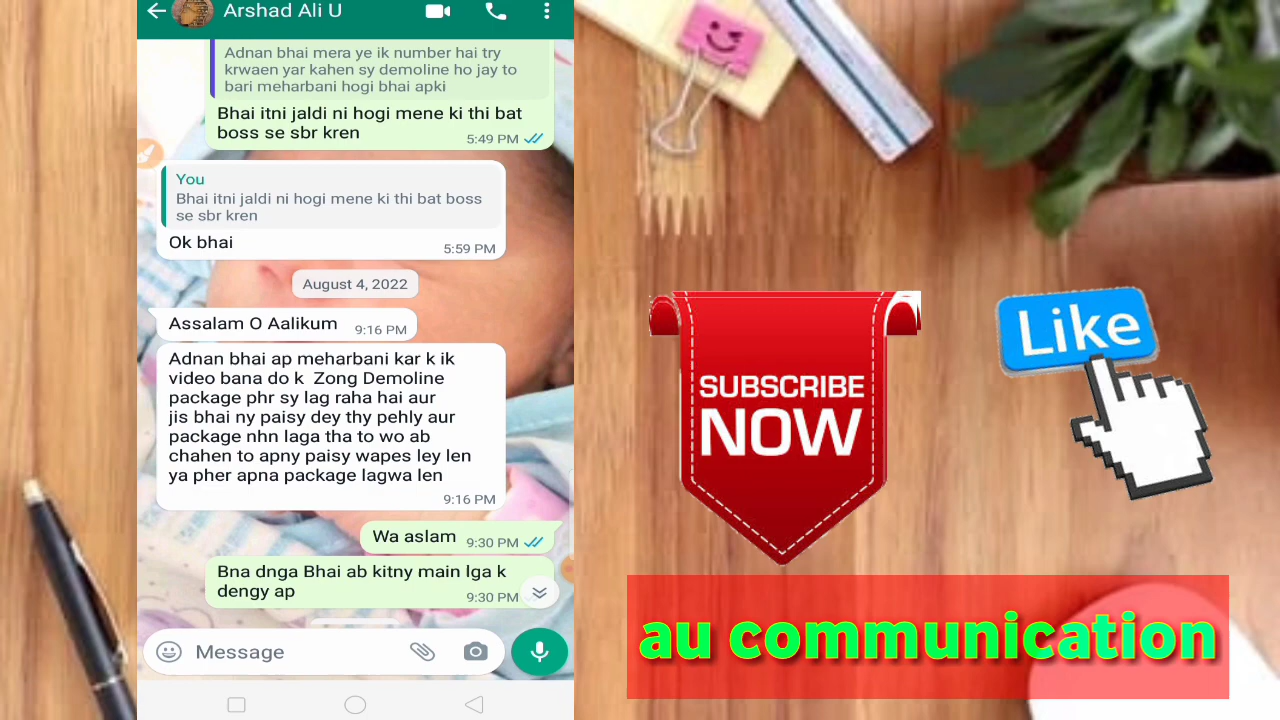 Arshad Ali U
Adnan bhai mera ye ik number hai try
krwaen yar kahen sy demoline ho jay to
bari meharbani hogi bhai apki
Bhai itni jaldi ni hogi mene ki thi bat
boss se sbr kren
5:49 PM
You
Bhai itni jaldi ni hogi mene ki thi bat boss
se sbr kren
Ok bhai
5:59 PM
August 4, 2022
Assalam O Aalikum
9:16 PM
Adnan bhai ap meharbani kar k ik
video bana do k Zong Demoline
package phr sy lag raha hai aur
jis bhai ny paisy dey thy pehly aur
package nhn laga tha to wo ab
chahen to apny paisy wapes ley len
ya pher apna package lagwa len
9:16 PM
Wa aslam
9:30 PM
Bna dnga Bhai ab kitny main lga k
dengy ap
9:30 PM
Message
SUBSCRIBE
NOW
Like
au communication